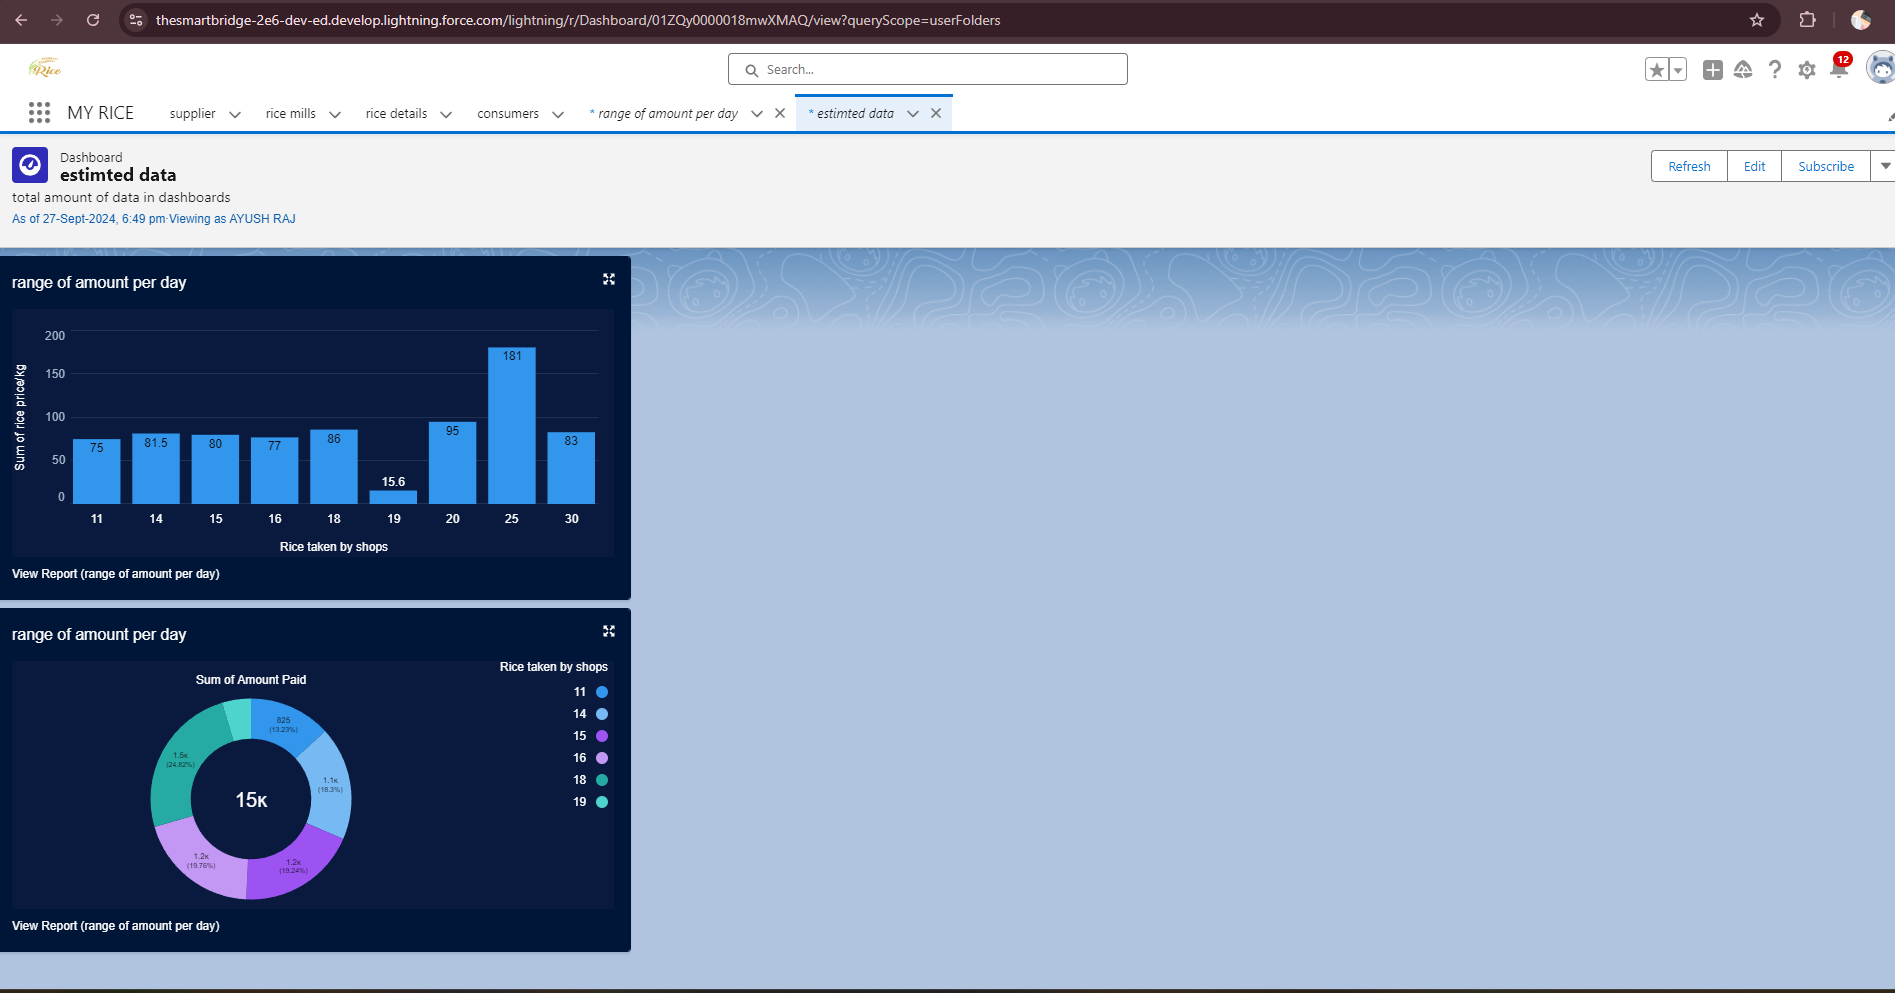 thesmartbridge-2e6-dev-ed.develop.lightning.force.com/lightning/r/Dashboard/01ZQy0000018mwXMAQ/view?queryScope=userFolders
Rice
Search...
12
MY RICE
supplier
rice mills
rice details
consumers
* range of amount per day
* estimted data
Dashboard
estimted data
total amount of data in dashboards
As of 27-Sept-2024, 6:49 pm·Viewing as AYUSH RAJ
Refresh
Edit
Subscribe
range of amount per day
Sum of rice price/kg
200
150
100
50
0
75
81.5
80
77
86
15.6
95
181
83
11
14
15
16
18
19
20
25
30
Rice taken by shops
View Report (range of amount per day)
range of amount per day
Sum of Amount Paid
825
(13.23%)
1.1K
(18.3%)
1.2K
(19.24%)
1.2K
(19.76%)
1.5K
(24.82%)
15K
Rice taken by shops
11
14
15
16
18
19
View Report (range of amount per day)